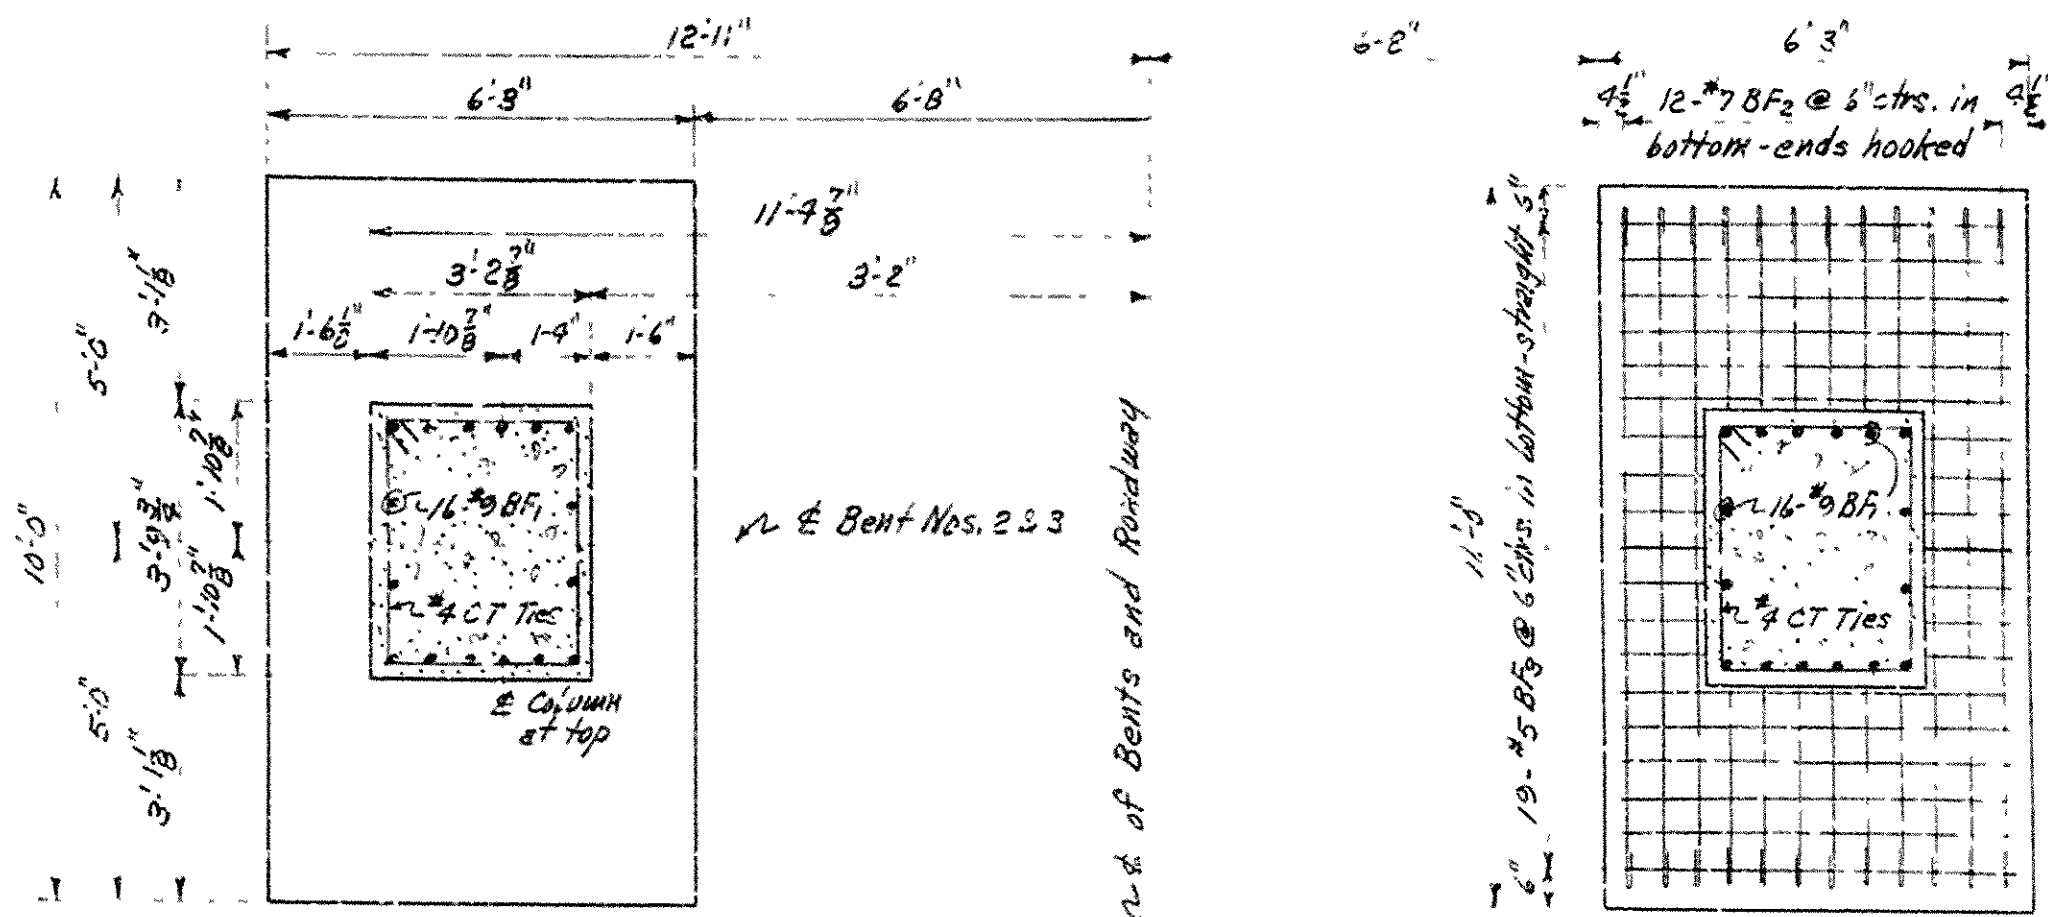 12'-11"
6'-3"
6'-8"
6-8"
6'3"
4½" 12-#7 BF2 @ 6" ctrs. in 4½"
bottom-ends hooked
11'-4⅞"
3'-2⅞"
3'-2"
1'-6½" 1'-10⅞" 1-4" 1'-6"
10'-0"
5'-0"
5'-0"
3'-1⅛"
3'-9¾"
3'-1⅛"
1'-10⅞"
1'-10⅞"
16-#9 BF1
#4 CT Ties
℄ Column
at top
℄ Bent Nos. 2 & 3
℄ of Bents and Roadway
6" 19-#5 BF3 @ 6" ctrs. in bottom-straight 6"
16-#9 BF1
#4 CT Ties